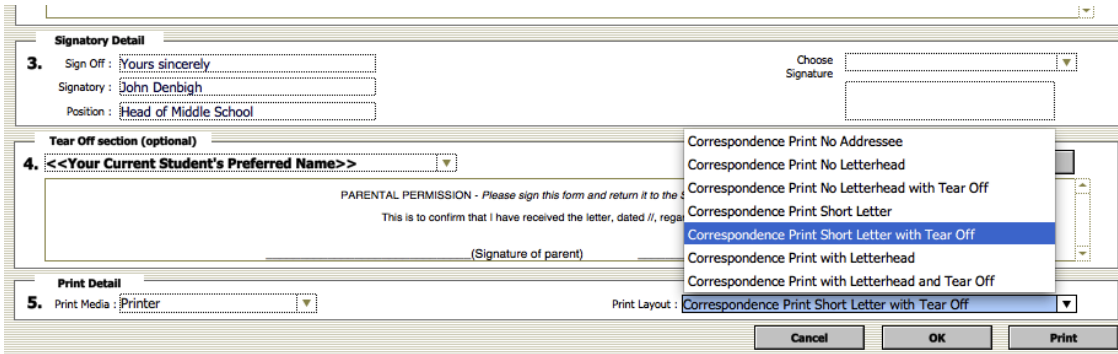 Signatory Detail
3. Sign Off : Yours sincerely
Choose Signature
Signatory : John Denbigh
Position : Head of Middle School
Tear Off section (optional)
4. <<Your Current Student's Preferred Name>>
PARENTAL PERMISSION - Please sign this form and return it to the
This is to confirm that I have received the letter, dated //,
(Signature of parent)
Correspondence Print No Addressee
Correspondence Print No Letterhead
Correspondence Print No Letterhead with Tear Off
Correspondence Print Short Letter
Correspondence Print Short Letter with Tear Off
Correspondence Print with Letterhead
Correspondence Print with Letterhead and Tear Off
Print Detail
5. Print Media : Printer
Print Layout : Correspondence Print Short Letter with Tear Off
Cancel OK Print